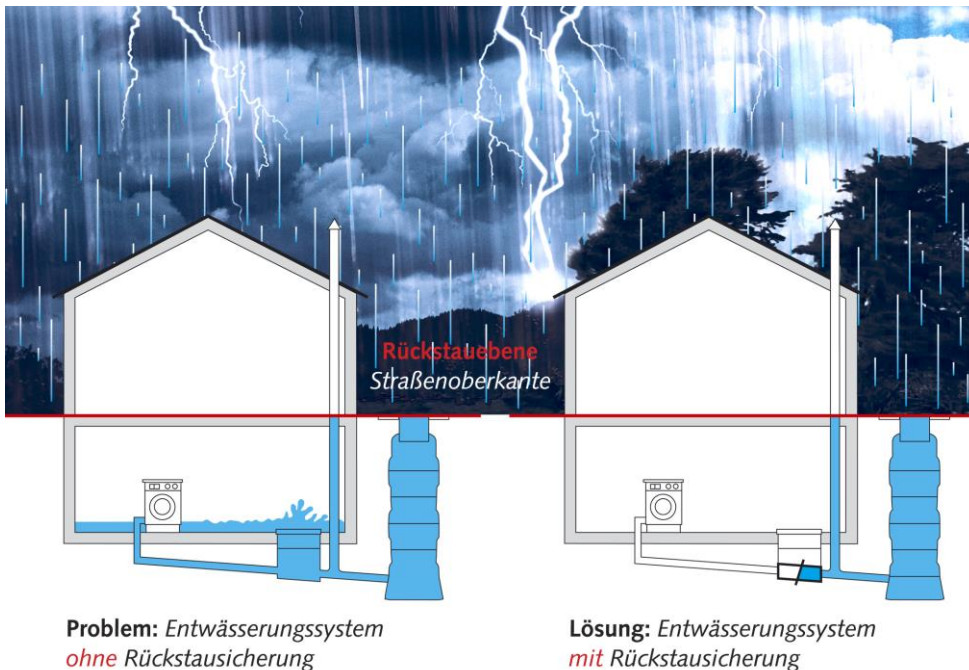 Rückstauebene
Straßenoberkante
Problem: Entwässerungssystem
ohne Rückstausicherung
Lösung: Entwässerungssystem
mit Rückstausicherung